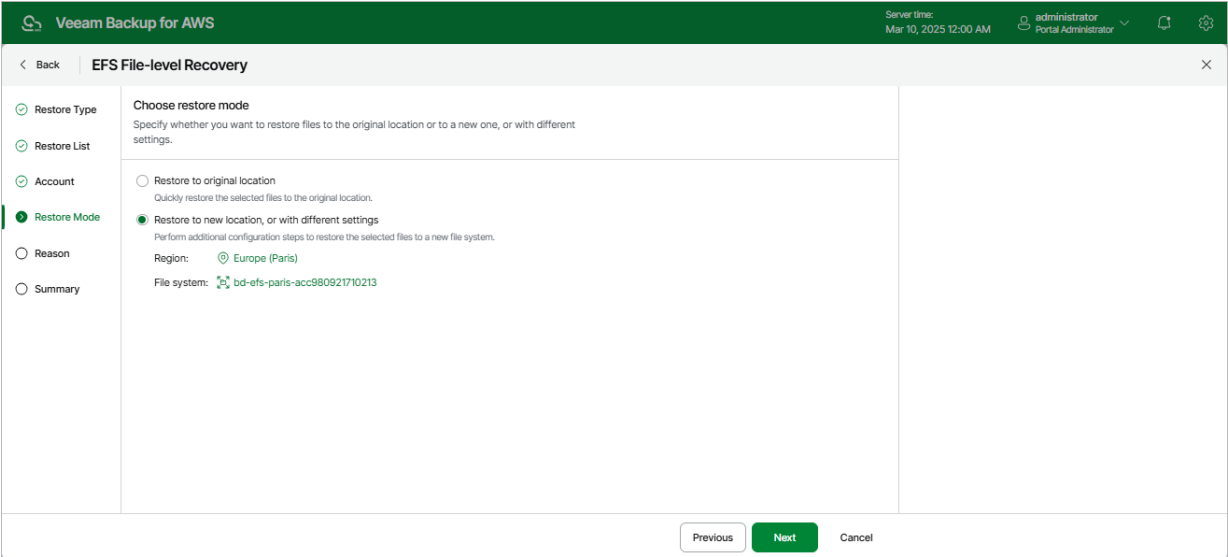 Veeam Backup for AWS
Server time:
Mar 10, 2025 12:00 AM
administrator
Portal Administrator
Back
EFS File-level Recovery
Restore Type
Restore List
Account
Restore Mode
Reason
Summary
Choose restore mode
Specify whether you want to restore files to the original location or to a new one, or with different
settings.
Restore to original location
Quickly restore the selected files to the original location.
Restore to new location, or with different settings
Perform additional configuration steps to restore the selected files to a new file system.
Region: Europe (Paris)
File system: bd-efs-paris-acc980921710213
Previous Next Cancel